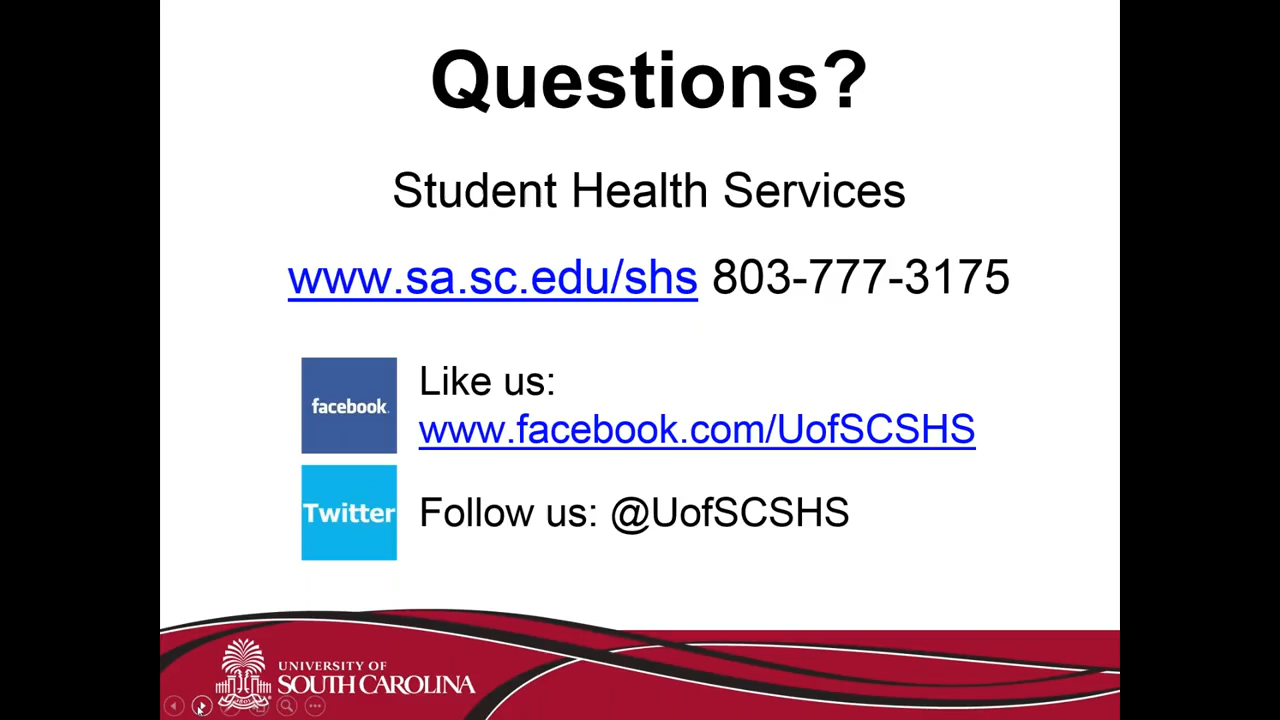 Questions?
Student Health Services
www.sa.sc.edu/shs 803-777-3175
facebook.
Like us:
www.facebook.com/UofSCSHS
Twitter
Follow us: @UofSCSHS
UNIVERSITY OF
SOUTH CAROLINA